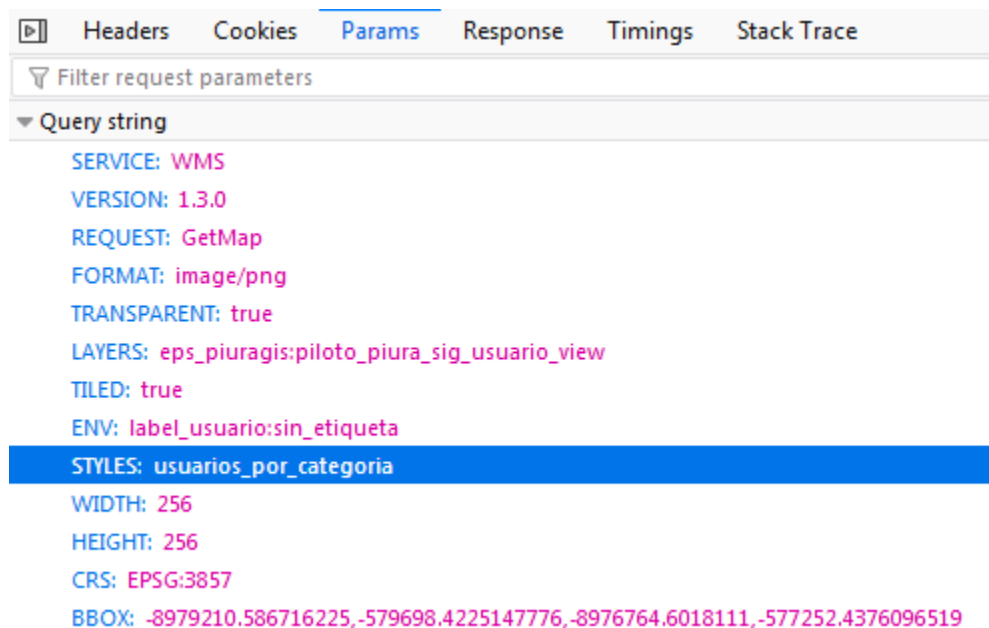 Headers Cookies Params Response Timings Stack Trace
Filter request parameters
Query string
SERVICE: WMS
VERSION: 1.3.0
REQUEST: GetMap
FORMAT: image/png
TRANSPARENT: true
LAYERS: eps_piuragis:piloto_piura_sig_usuario_view
TILED: true
ENV: label_usuario:sin_etiqueta
STYLES: usuarios_por_categoria
WIDTH: 256
HEIGHT: 256
CRS: EPSG:3857
BBOX: -8979210.586716225,-579698.4225147776,-8976764.6018111,-577252.4376096519